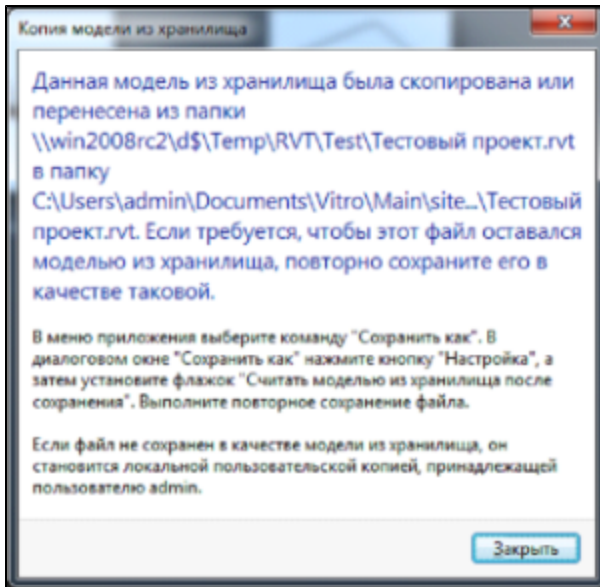 Копия модели из хранилища
Данная модель из хранилища была скопирована или
перенесена из папки
\\win2008rc2\d$\Temp\RVT\Test\Тестовый проект.rvt
в папку
C:\Users\admin\Documents\Vitro\Main\site...\Тестовый
проект.rvt. Если требуется, чтобы этот файл оставался
моделью из хранилища, повторно сохраните его в
качестве таковой.
В меню приложения выберите команду "Сохранить как". В
диалоговом окне "Сохранить как" нажмите кнопку "Настройка", а
затем установите флажок "Считать моделью из хранилища после
сохранения". Выполните повторное сохранение файла.
Если файл не сохранен в качестве модели из хранилища, он
становится локальной пользовательской копией, принадлежащей
пользователю admin.
Закрыть